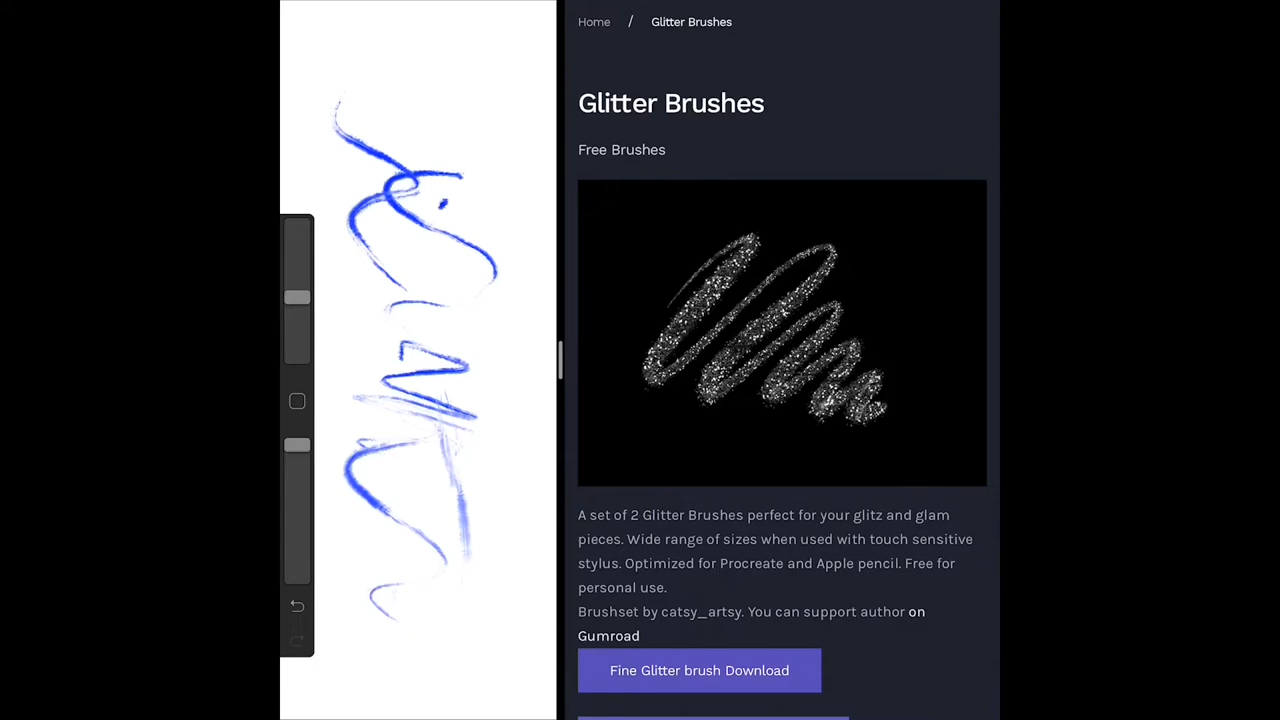 Home / Glitter Brushes
Glitter Brushes
Free Brushes
A set of 2 Glitter Brushes perfect for your glitz and glam
pieces. Wide range of sizes when used with touch sensitive
stylus. Optimized for Procreate and Apple pencil. Free for
personal use.
Brushset by catsy_artsy. You can support author on
Gumroad
Fine Glitter brush Download